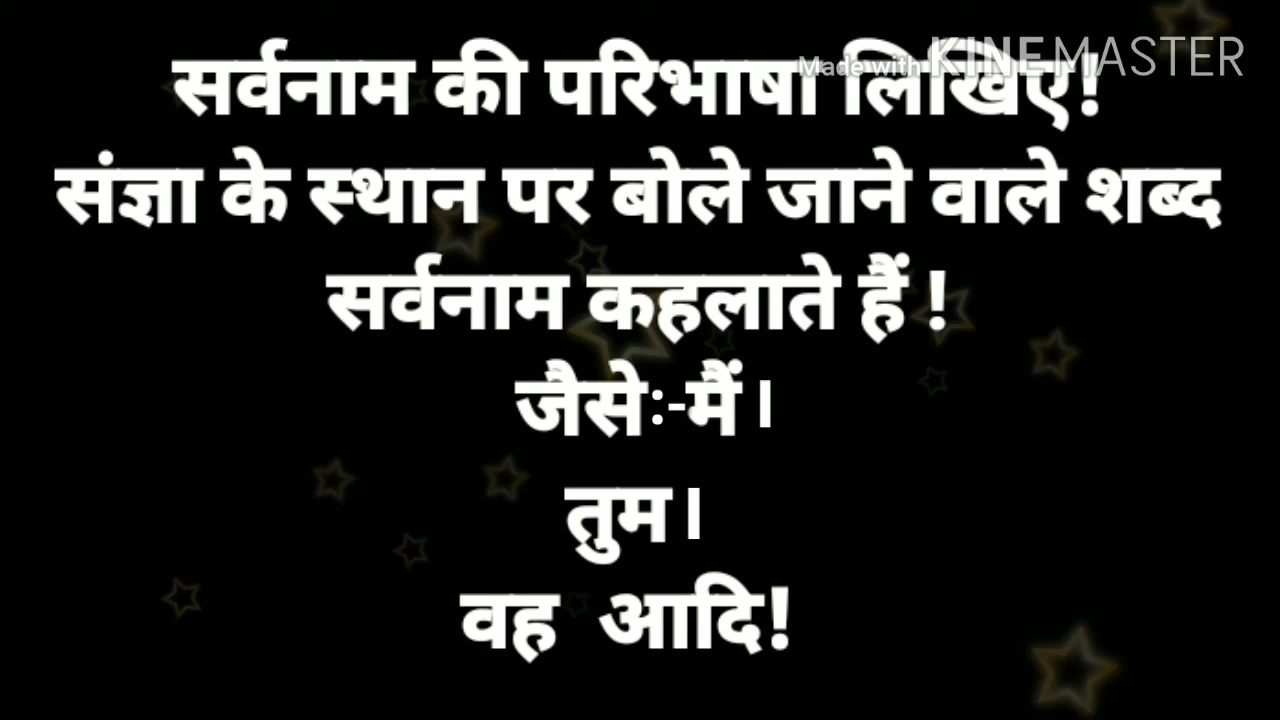 Made with KINEMASTER
सर्वनाम की परिभाषा लिखिए!
संज्ञा के स्थान पर बोले जाने वाले शब्द
सर्वनाम कहलाते हैं !
जैसेः-मैं।
तुम।
वह आदि!